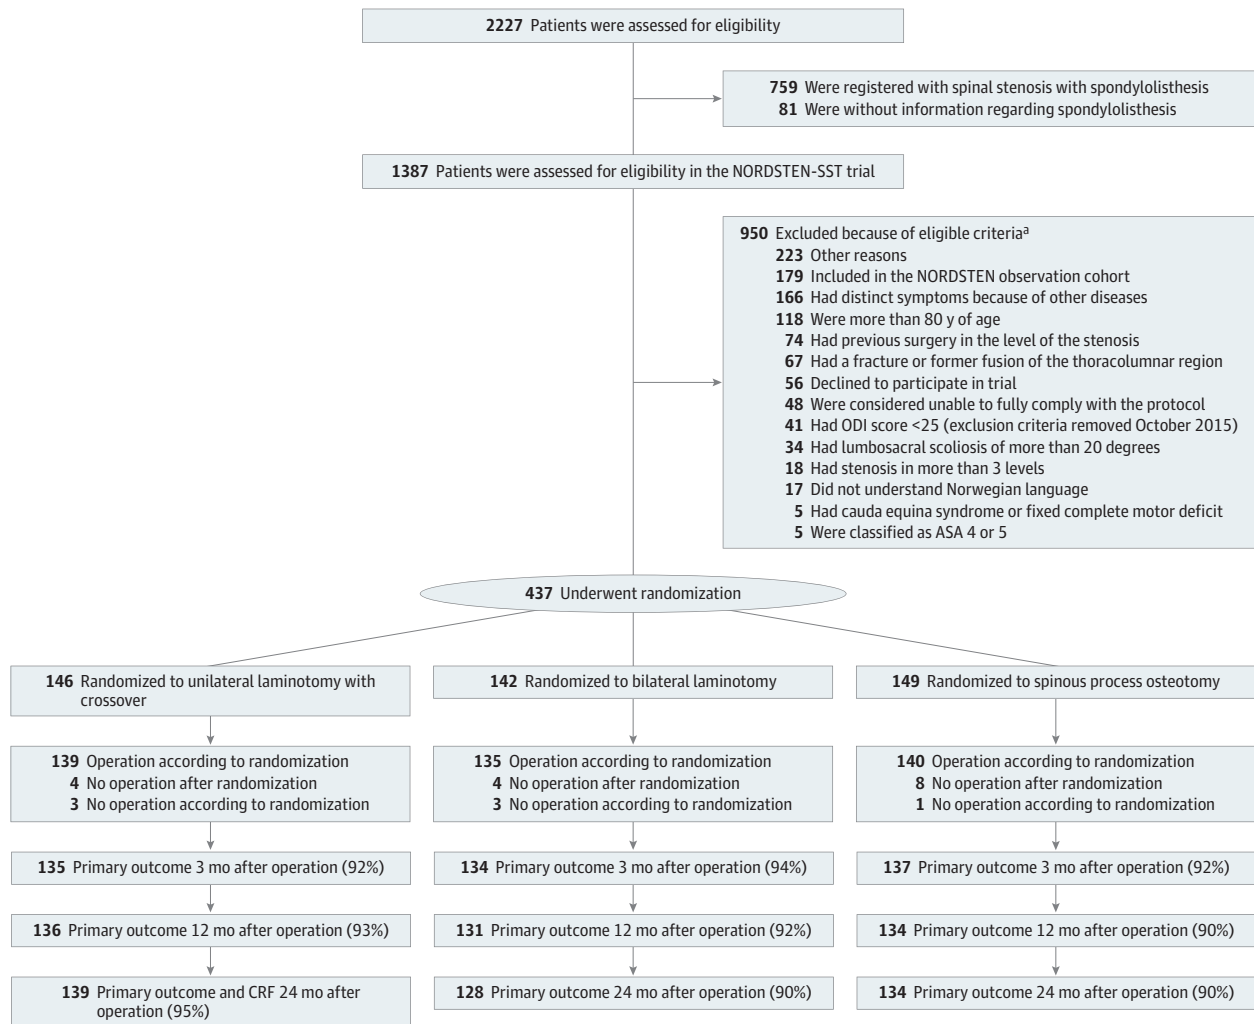 2227 Patients were assessed for eligibility
759 Were registered with spinal stenosis with spondylolisthesis
81 Were without information regarding spondylolisthesis
1387 Patients were assessed for eligibility in the NORDSTEN-SST trial
950 Excluded because of eligible criteriaa
223 Other reasons
179 Included in the NORDSTEN observation cohort
166 Had distinct symptoms because of other diseases
118 Were more than 80 y of age
74 Had previous surgery in the level of the stenosis
67 Had a fracture or former fusion of the thoracolumnar region
56 Declined to participate in trial
48 Were considered unable to fully comply with the protocol
41 Had ODI score <25 (exclusion criteria removed October 2015)
34 Had lumbosacral scoliosis of more than 20 degrees
18 Had stenosis in more than 3 levels
17 Did not understand Norwegian language
5 Had cauda equina syndrome or fixed complete motor deficit
5 Were classified as ASA 4 or 5
437 Underwent randomization
146 Randomized to unilateral laminotomy with
crossover
139 Operation according to randomization
4 No operation after randomization
3 No operation according to randomization
135 Primary outcome 3 mo after operation (92%)
136 Primary outcome 12 mo after operation (93%)
139 Primary outcome and CRF 24 mo after
operation (95%)
142 Randomized to bilateral laminotomy
135 Operation according to randomization
4 No operation after randomization
3 No operation according to randomization
134 Primary outcome 3 mo after operation (94%)
131 Primary outcome 12 mo after operation (92%)
128 Primary outcome 24 mo after operation (90%)
149 Randomized to spinous process osteotomy
140 Operation according to randomization
8 No operation after randomization
1 No operation according to randomization
137 Primary outcome 3 mo after operation (92%)
134 Primary outcome 12 mo after operation (90%)
134 Primary outcome 24 mo after operation (90%)